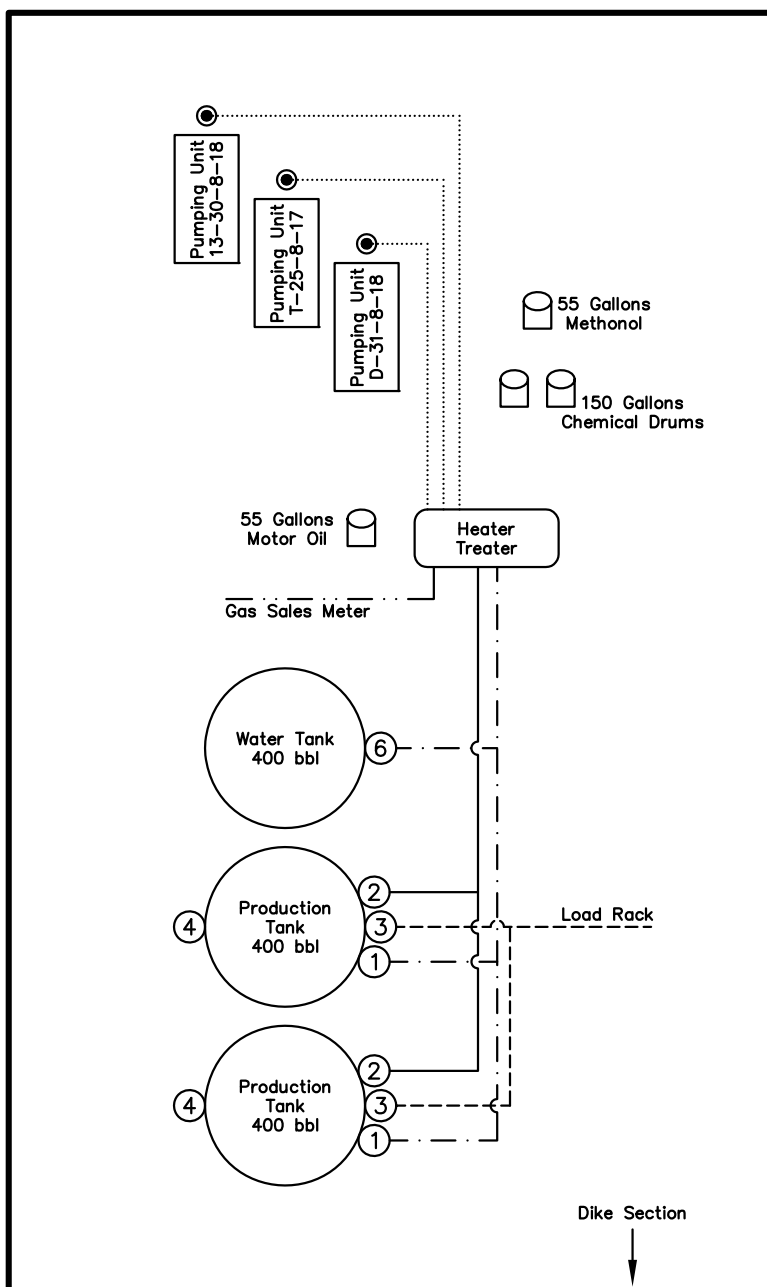 Pumping Unit
13-30-8-18
Pumping Unit
T-25-8-17
Pumping Unit
D-31-8-18
55 Gallons
Methonol
150 Gallons
Chemical Drums
55 Gallons
Motor Oil
Heater
Treater
Gas Sales Meter
Water Tank
400 bbl
6
Production
Tank
400 bbl
4
2
3
1
Load Rack
Production
Tank
400 bbl
4
2
3
1
Dike Section